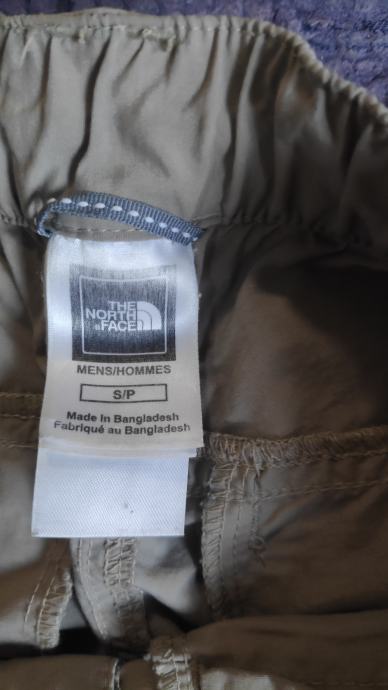 THE
NORTH
FACE
MENS/HOMMES
S/P
Made in Bangladesh
Fabriqué au Bangladesh